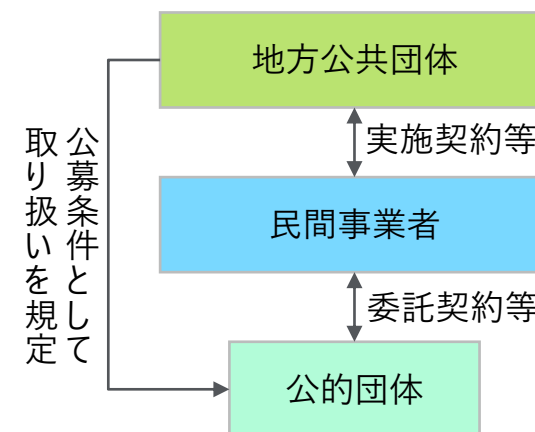 地方公共団体
実施契約等
民間事業者
委託契約等
公的団体
公募条件として
取り扱いを規定